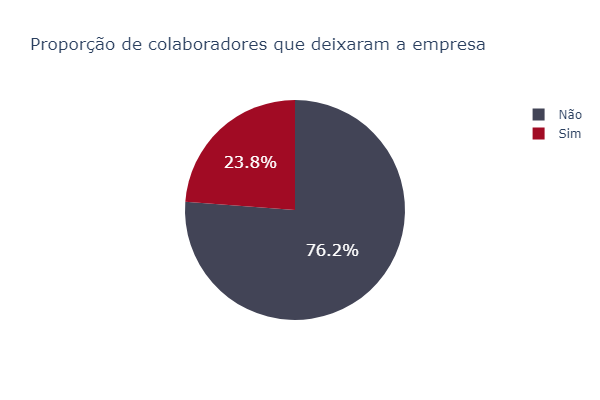 Proporção de colaboradores que deixaram a empresa
Não
Sim
23.8%
76.2%